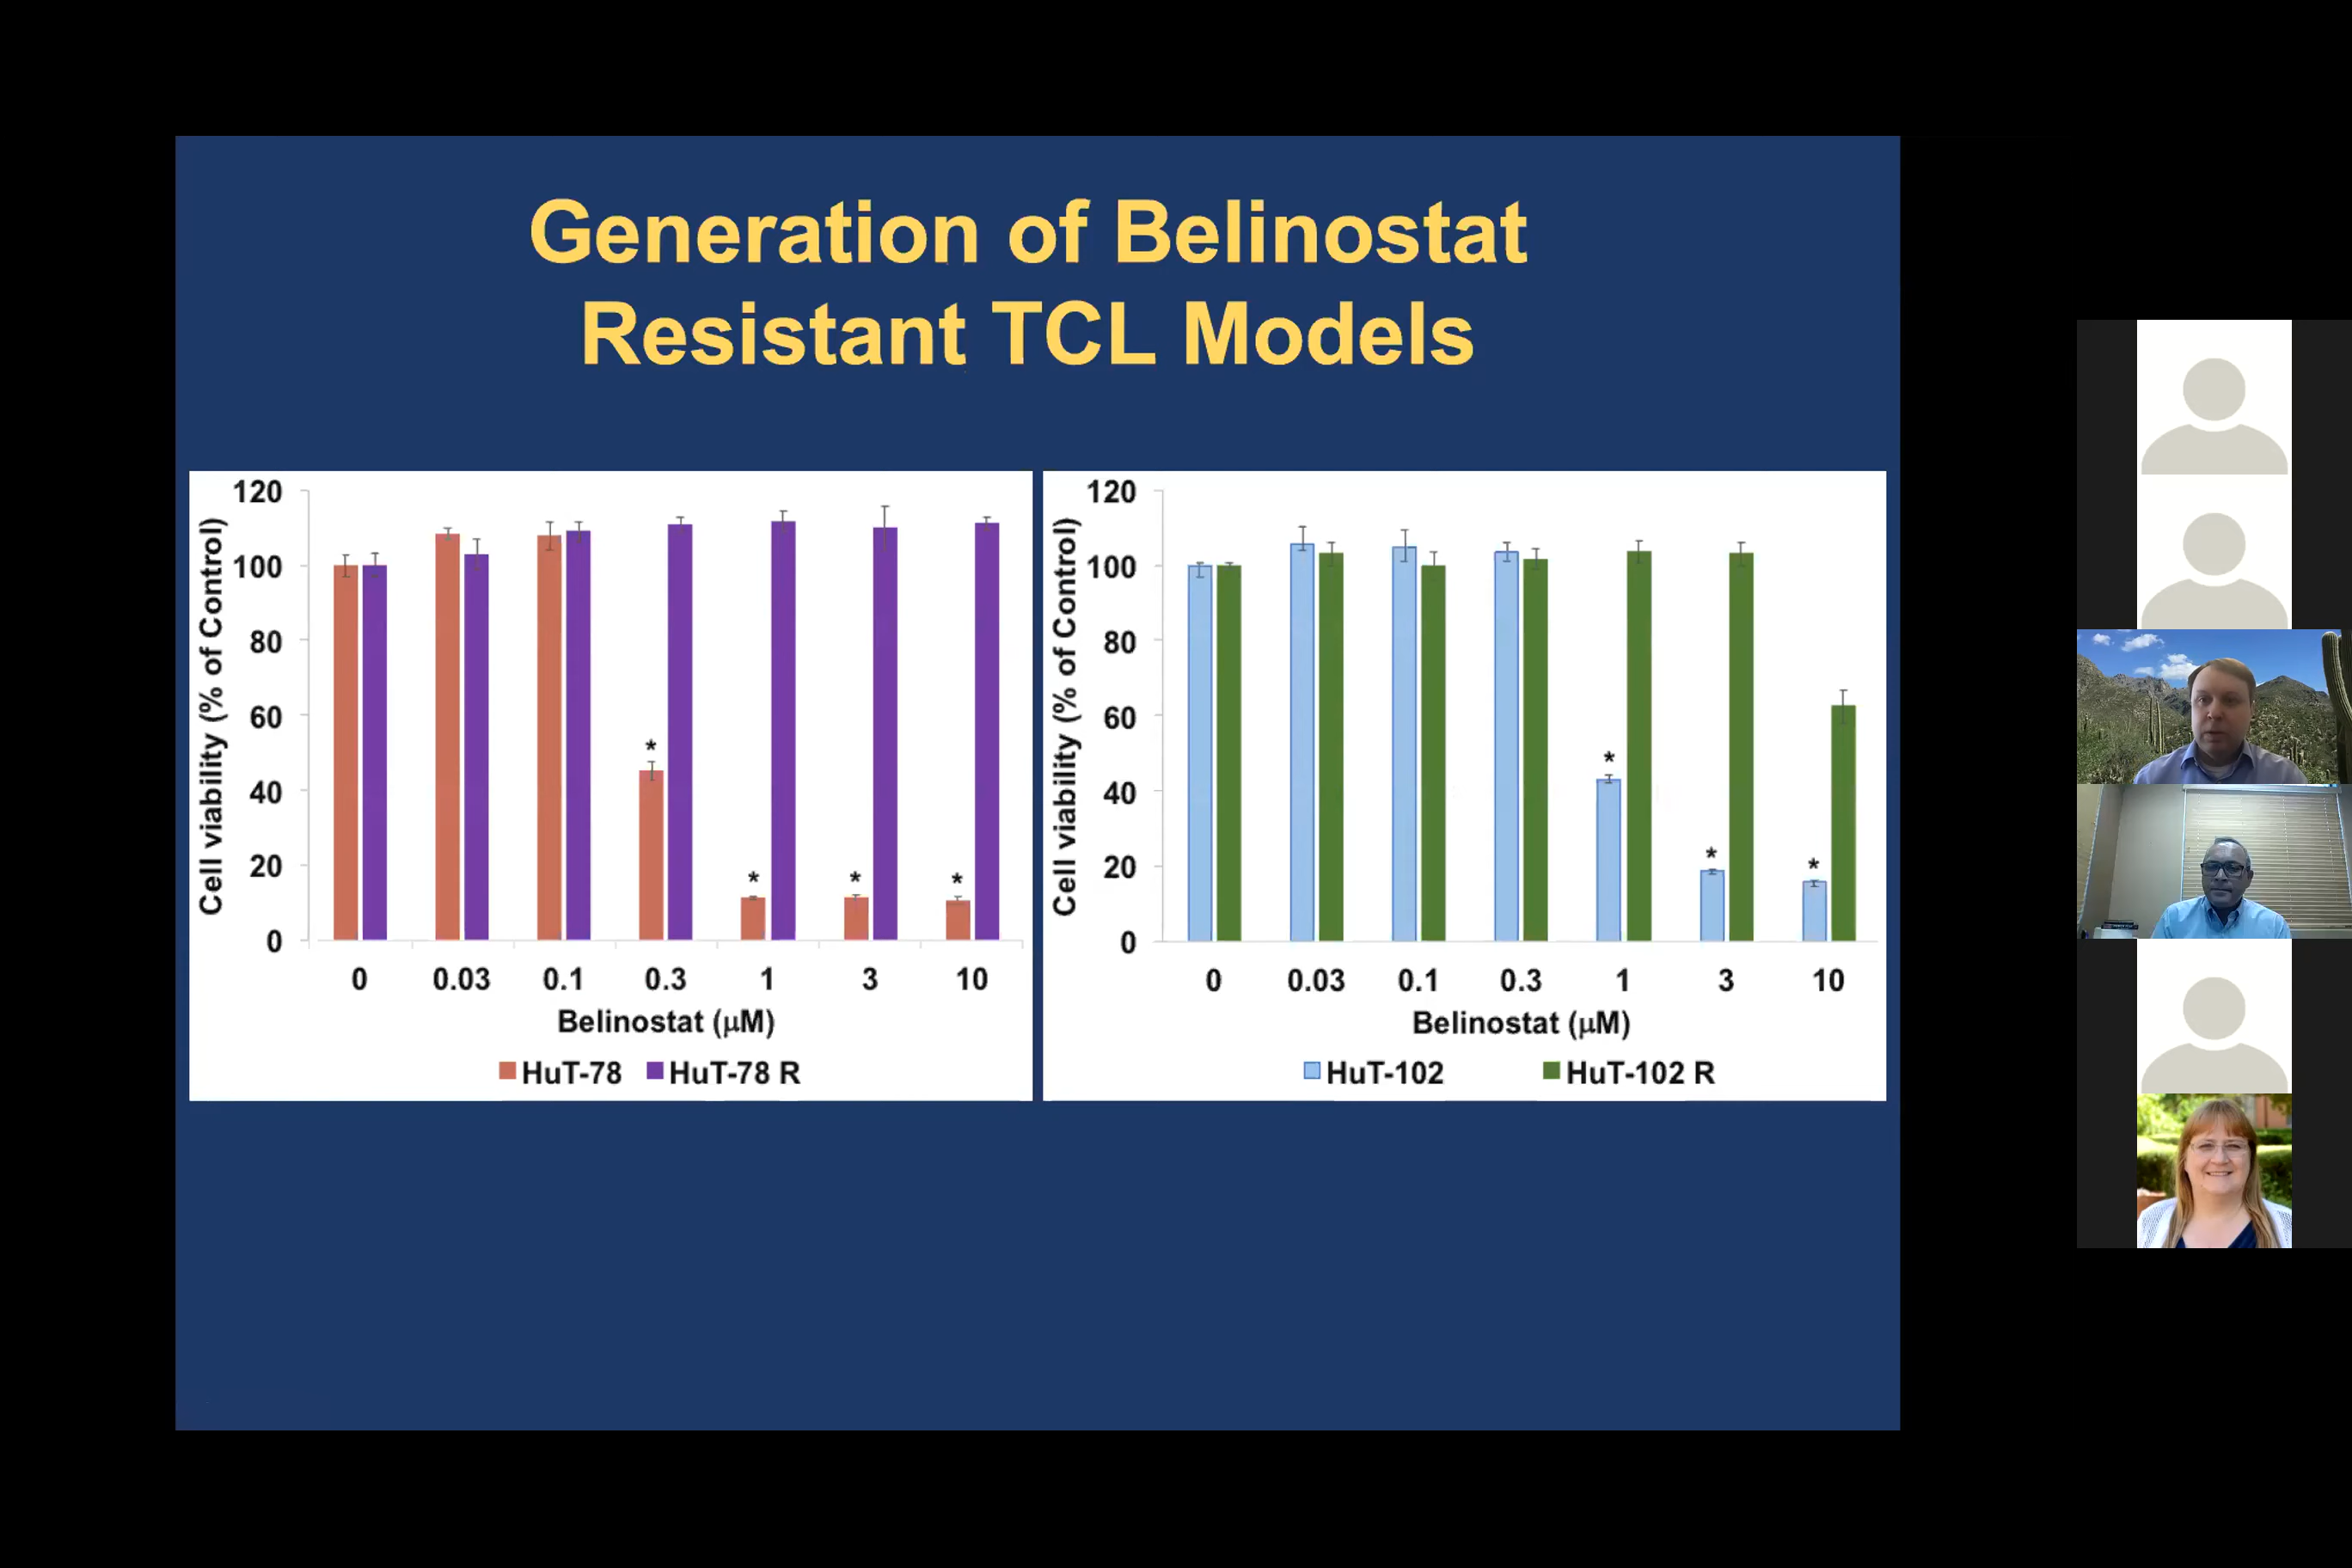 Generation of Belinostat
Resistant TCL Models
Cell viability (% of Control)
120
100
80
60
40
20
0
*
*
*
*
0 0.03 0.1 0.3 1 3 10
Belinostat (μM)
HuT-78 HuT-78 R
Cell viability (% of Control)
120
100
80
60
40
20
0
*
*
*
0 0.03 0.1 0.3 1 3 10
Belinostat (μM)
HuT-102 HuT-102 R